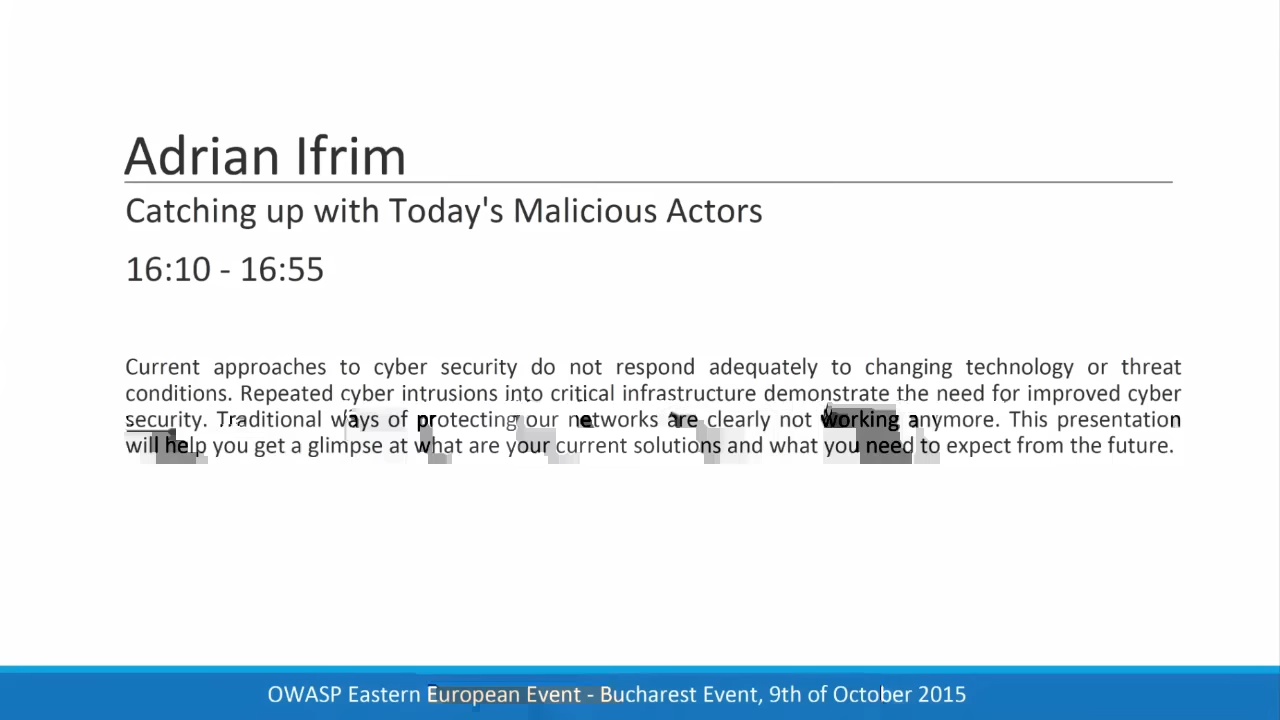 Adrian Ifrim
Catching up with Today's Malicious Actors
16:10 - 16:55
Current approaches to cyber security do not respond adequately to changing technology or threat
conditions. Repeated cyber intrusions into critical infrastructure demonstrate the need for improved cyber
security. Traditional ways of protecting our networks are clearly not working anymore. This presentation
will help you get a glimpse at what are your current solutions and what you need to expect from the future.
OWASP Eastern European Event - Bucharest Event, 9th of October 2015